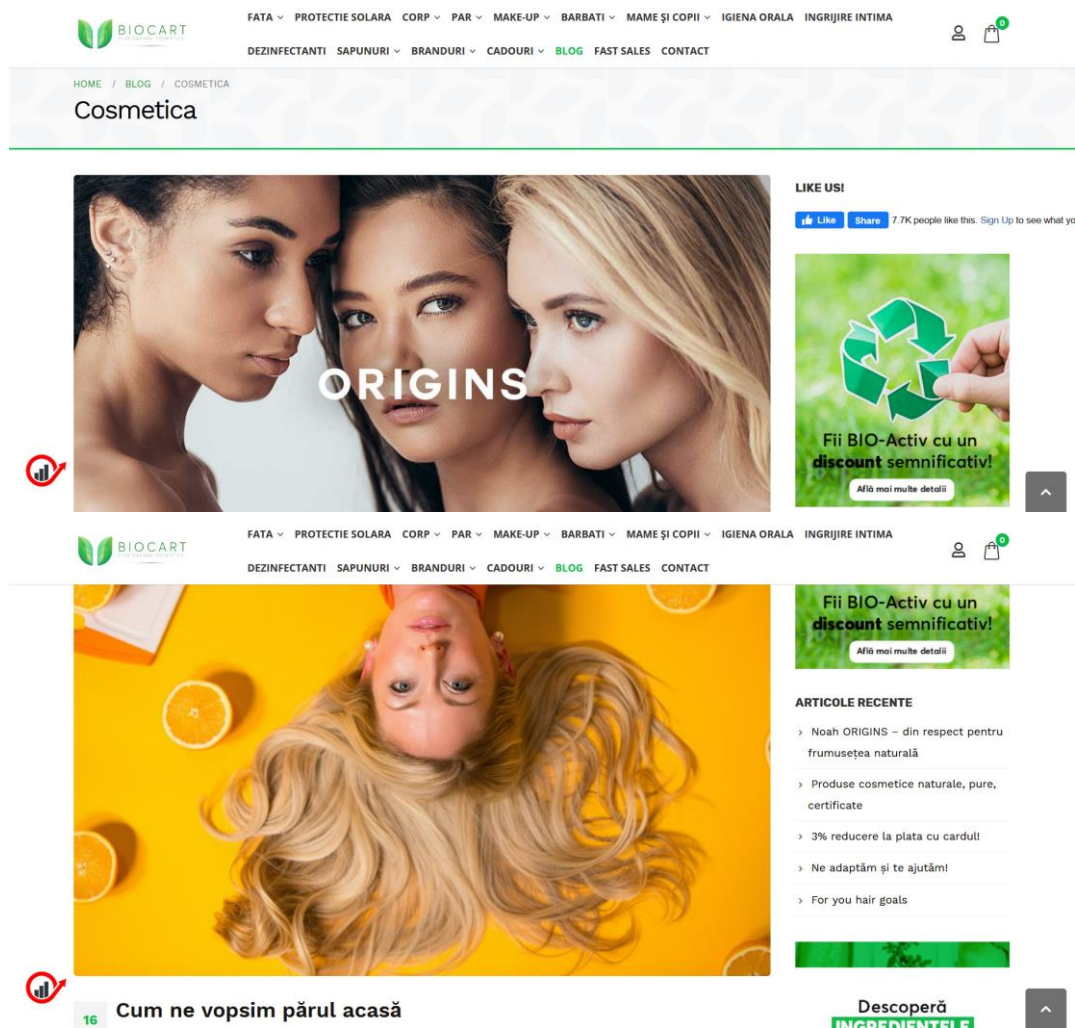 BIOCART
FATA PROTECTIE SOLARA CORP PAR MAKE-UP BARBATI MAME ȘI COPII IGIENA ORALA INGRIJIRE INTIMA
DEZINFECTANTI SAPUNURI BRANDURI CADOURI BLOG FAST SALES CONTACT
0
HOME / BLOG / COSMETICA
Cosmetica
ORIGINS
LIKE US!
Like Share 7.7K people like this. Sign Up to see what yo
Fii BIO-Activ cu un
discount semnificativ!
Află mai multe detalii
BIOCART
FATA PROTECTIE SOLARA CORP PAR MAKE-UP BARBATI MAME ȘI COPII IGIENA ORALA INGRIJIRE INTIMA
DEZINFECTANTI SAPUNURI BRANDURI CADOURI BLOG FAST SALES CONTACT
0
Fii BIO-Activ cu un
discount semnificativ!
Află mai multe detalii
ARTICOLE RECENTE
Noah ORIGINS – din respect pentru
frumusețea naturală
Produse cosmetice naturale, pure,
certificate
3% reducere la plata cu cardul!
Ne adaptăm și te ajutăm!
For you hair goals
16
Cum ne vopsim părul acasă
Descoperă
INGREDIENTELE